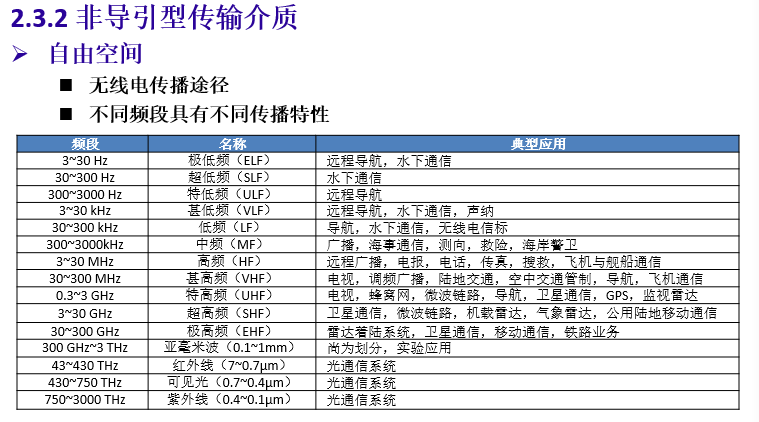 2.3.2 非导引型传输介质
➢ 自由空间
■ 无线电传播途径
■ 不同频段具有不同传播特性
频段 名称 典型应用
3~30 Hz 极低频（ELF） 远程导航，水下通信
30~300 Hz 超低频（SLF） 水下通信
300~3000 Hz 特低频（ULF） 远程导航
3~30 kHz 甚低频（VLF） 远程导航，水下通信，声纳
30~300 kHz 低频（LF） 导航，水下通信，无线电信标
300~3000kHz 中频（MF） 广播，海事通信，测向，救险，海岸警卫
3~30 MHz 高频（HF） 远程广播，电报，电话，传真，搜救，飞机与舰船通信
30~300 MHz 甚高频（VHF） 电视，调频广播，陆地交通，空中交通管制，导航，飞机通信
0.3~3 GHz 特高频（UHF） 电视，蜂窝网，微波链路，导航，卫星通信，GPS，监视雷达
3~30 GHz 超高频（SHF） 卫星通信，微波链路，机载雷达，气象雷达，公用陆地移动通信
30~300 GHz 极高频（EHF） 雷达着陆系统，卫星通信，移动通信，铁路业务
300 GHz~3 THz 亚毫米波（0.1~1mm） 尚为划分，实验应用
43~430 THz 红外线（7~0.7μm） 光通信系统
430~750 THz 可见光（0.7~0.4μm） 光通信系统
750~3000 THz 紫外线（0.4~0.1μm） 光通信系统